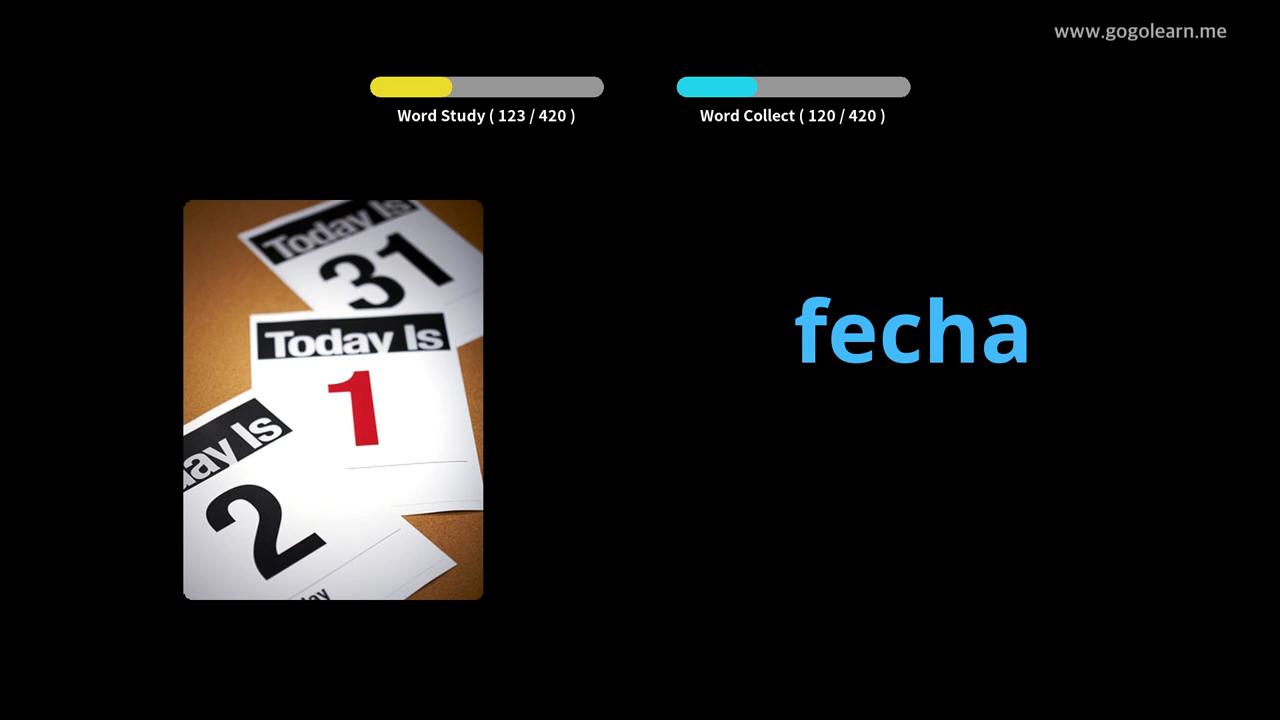 www.gogolearn.me
Word Study ( 123 / 420 )
Word Collect ( 120 / 420 )
Today Is
31
Today Is
1
ay Is
2
fecha